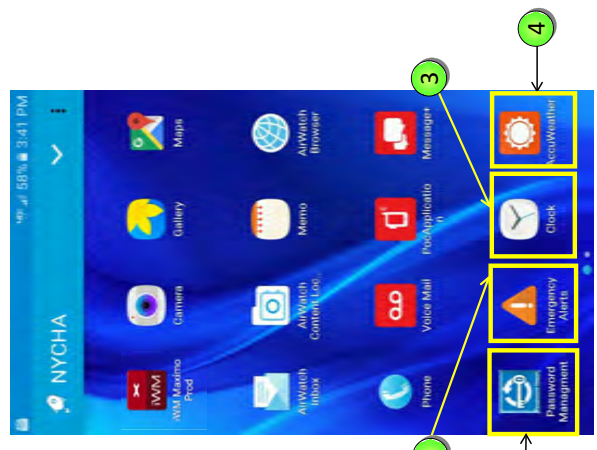 58% 3:41 PM
NYCHA
iWM
iWM Maximo
Prod
Camera
Gallery
G
Maps
AirWatch
Inbox
AirWatch
Content Loc..
Memo
AirWatch
Browser
Phone
Voice Mail
PocApplicatio
n
Message+
Password
Managment
Emergency
Alerts
Clock
AccuWeather
3
4